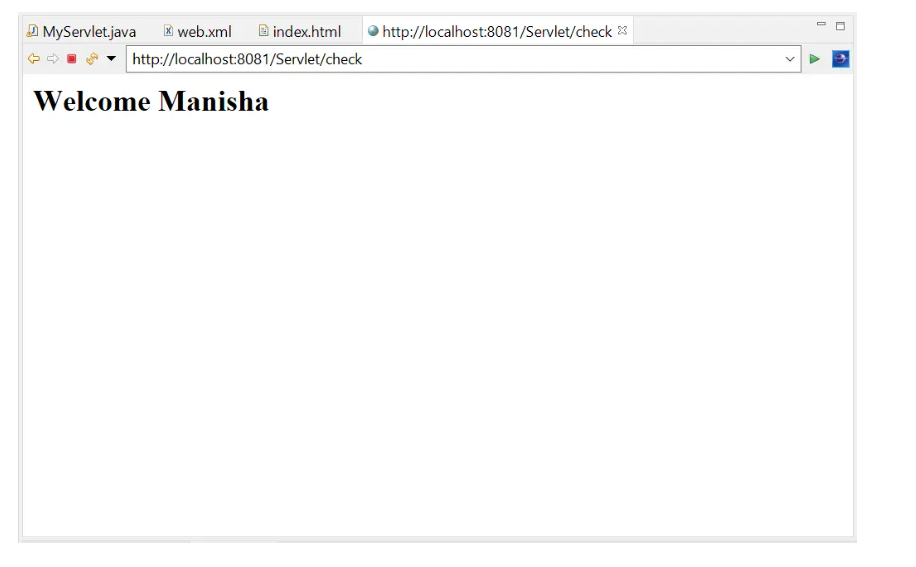 MyServlet.java web.xml index.html http://localhost:8081/Servlet/check
http://localhost:8081/Servlet/check
Welcome Manisha